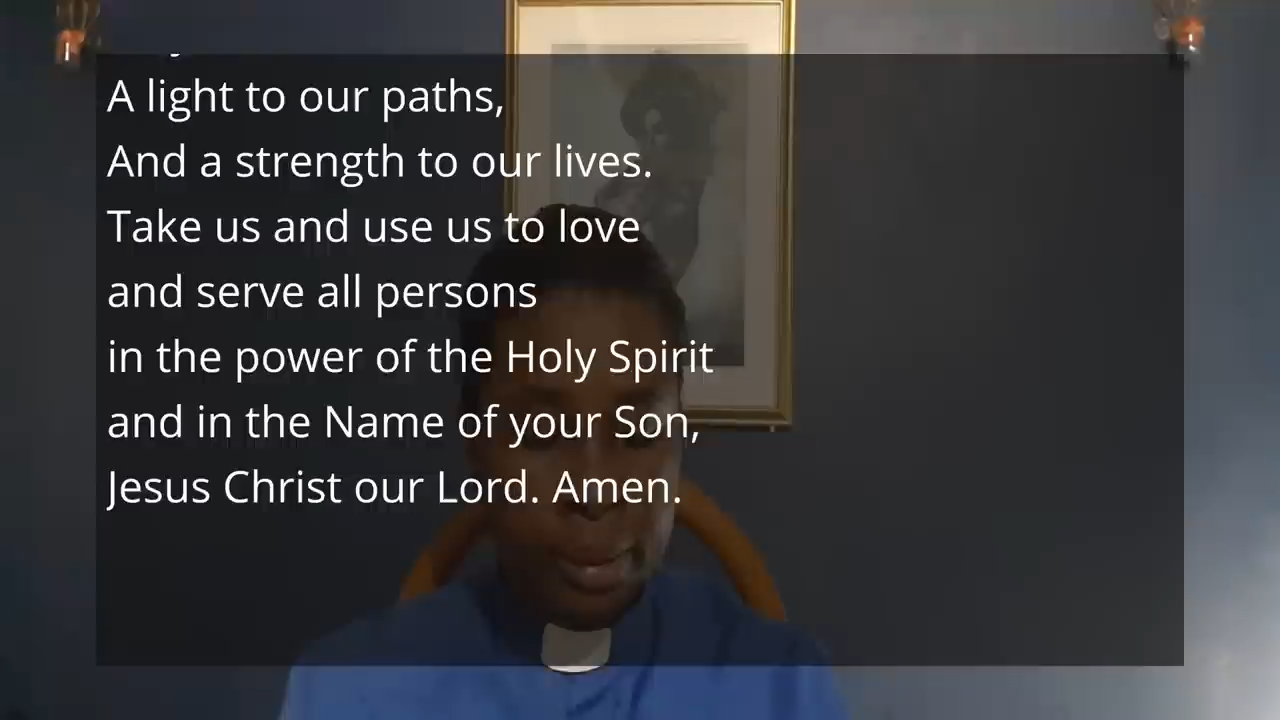 A light to our paths,
And a strength to our lives.
Take us and use us to love
and serve all persons
in the power of the Holy Spirit
and in the Name of your Son,
Jesus Christ our Lord. Amen.